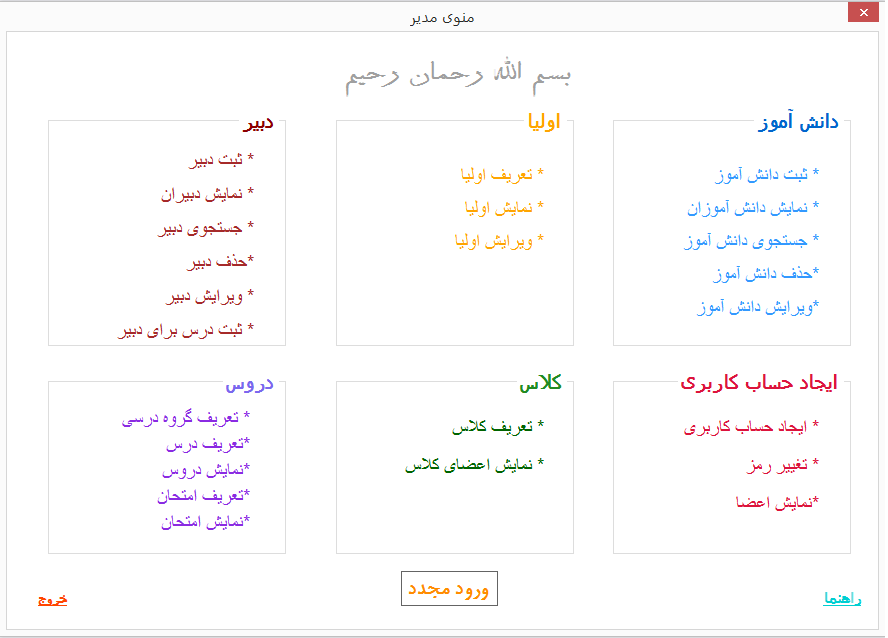 منوی مدیر
بسم الله رحمان رحیم
دانش آموز
* ثبت دانش آموز
* نمایش دانش آموزان
* جستجوی دانش آموز
*حذف دانش آموز
*ویرایش دانش آموز
اولیا
* تعریف اولیا
* نمایش اولیا
* ویرایش اولیا
دبیر
* ثبت دبیر
* نمایش دبیران
* جستجوی دبیر
*حذف دبیر
* ویرایش دبیر
* ثبت درس برای دبیر
ایجاد حساب کاربری
* ایجاد حساب کاربری
* تغییر رمز
*نمایش اعضا
کلاس
* تعریف کلاس
* نمایش اعضای کلاس
دروس
* تعریف گروه درسی
*تعریف درس
*نمایش دروس
*تعریف امتحان
*نمایش امتحان
راهنما
ورود مجدد
خروج